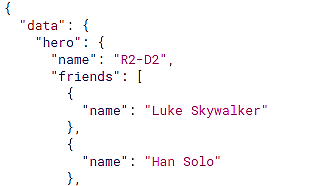 {
  "data": {
    "hero": {
      "name": "R2-D2",
      "friends": [
        {
          "name": "Luke Skywalker"
        },
        {
          "name": "Han Solo"
        },